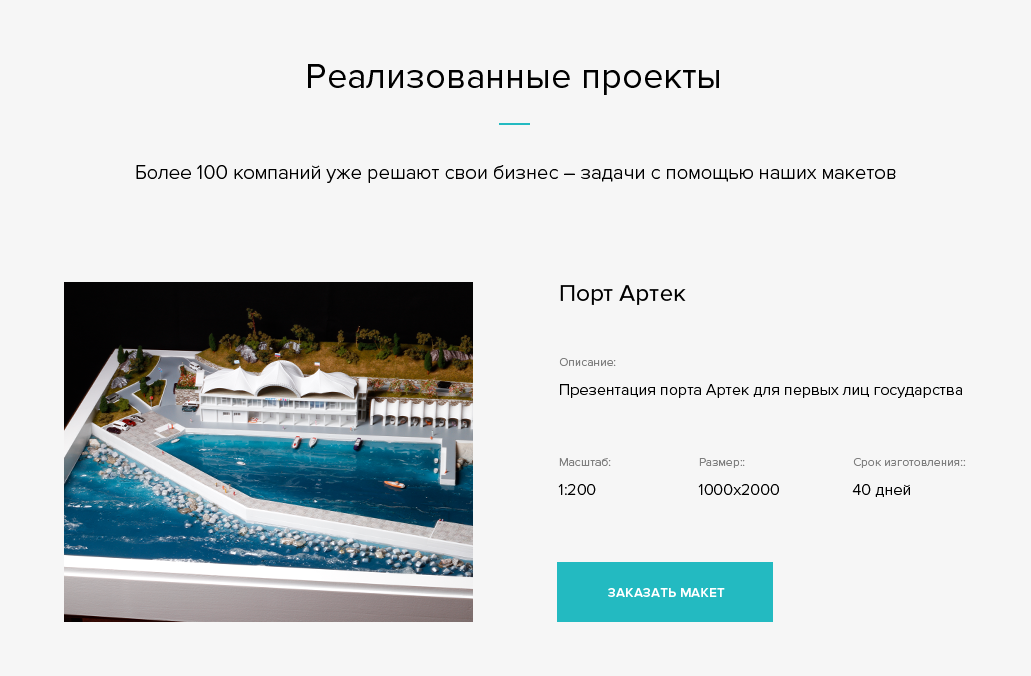 Реализованные проекты
Более 100 компаний уже решают свои бизнес – задачи с помощью наших макетов
Порт Артек
Описание:
Презентация порта Артек для первых лиц государства
Масштаб: Размер:: Срок изготовления::
1:200 1000х2000 40 дней
ЗАКАЗАТЬ МАКЕТ